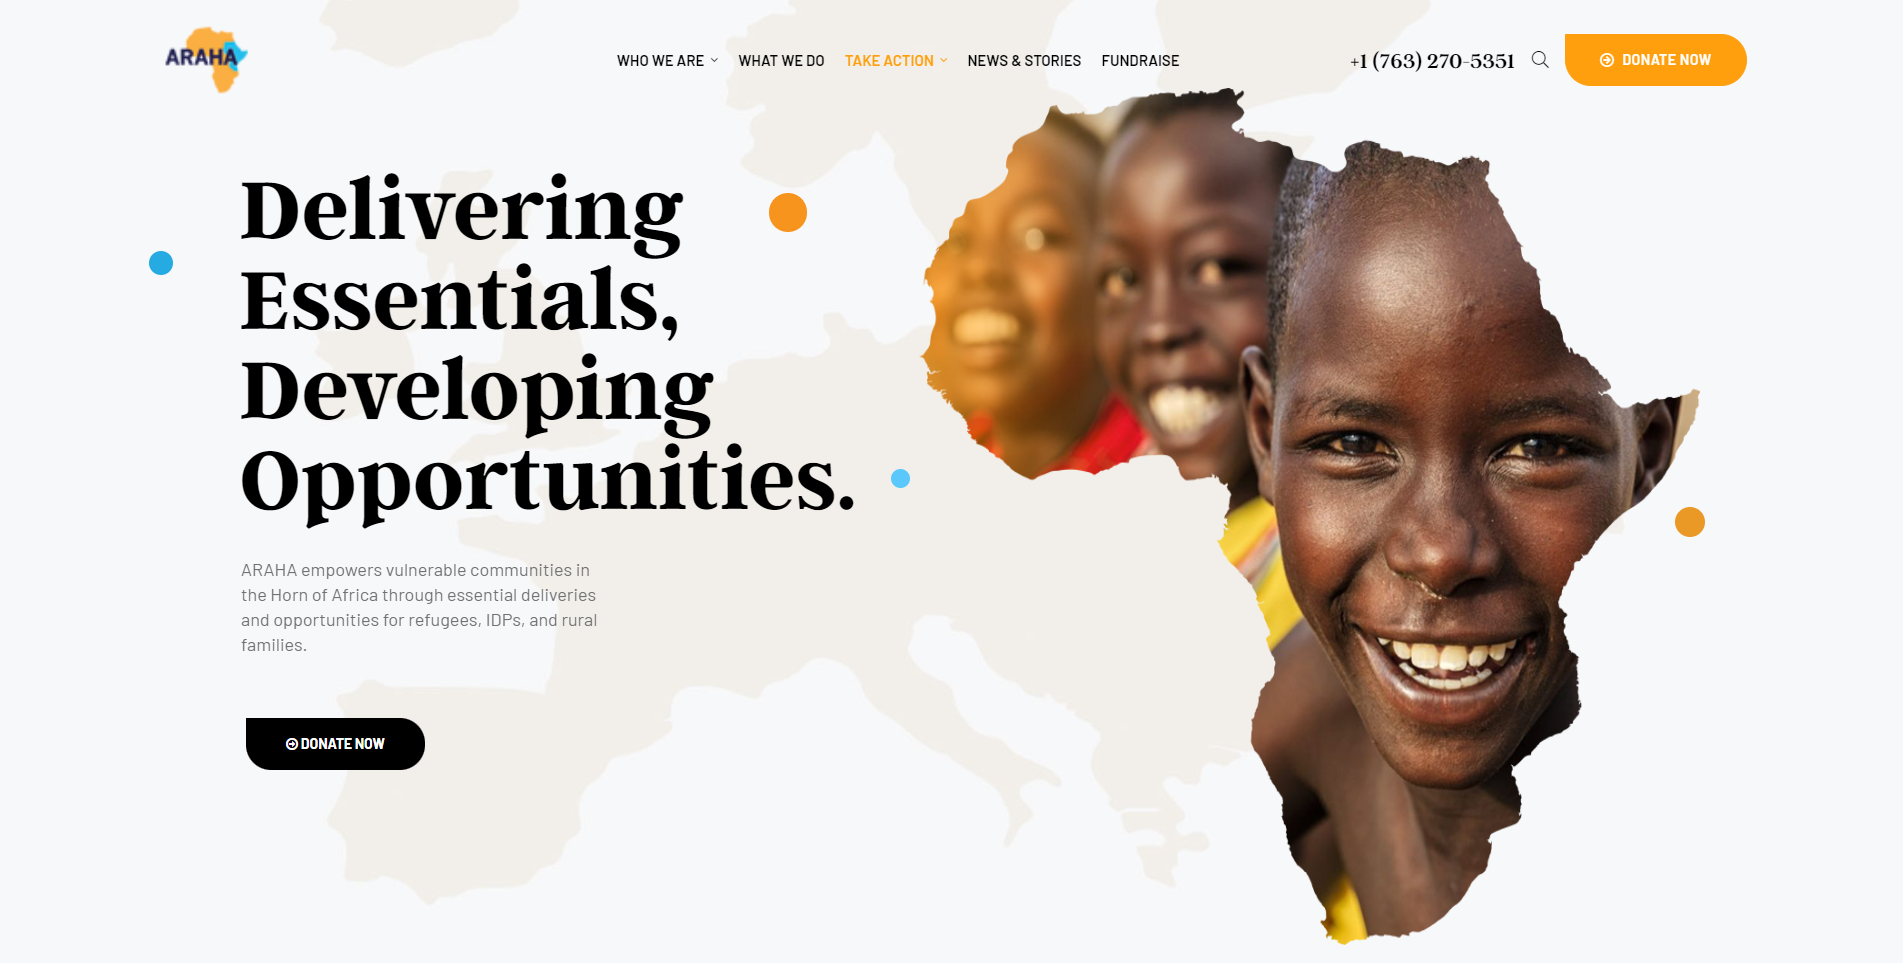 ARAHA
WHO WE ARE
WHAT WE DO
TAKE ACTION
NEWS & STORIES
FUNDRAISE
+1 (763) 270-5351
DONATE NOW
Delivering
Essentials,
Developing
Opportunities.
ARAHA empowers vulnerable communities in
the Horn of Africa through essential deliveries
and opportunities for refugees, IDPs, and rural
families.
DONATE NOW